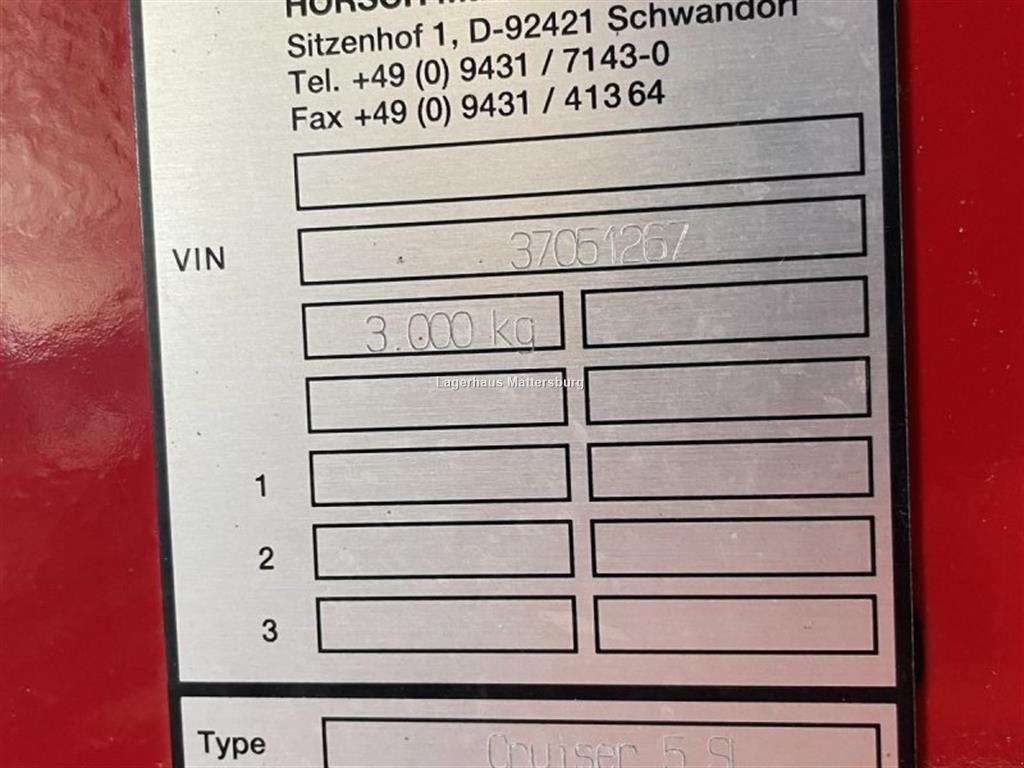 HORSCH
Sitzenhof 1, D-92421 Schwandorf
Tel. +49 (0) 9431 / 7143-0
Fax +49 (0) 9431 / 413 64
VIN 37051267
3.000 kg
Lagerhaus Mattersburg
1
2
3
Type Cruiser 5 SL